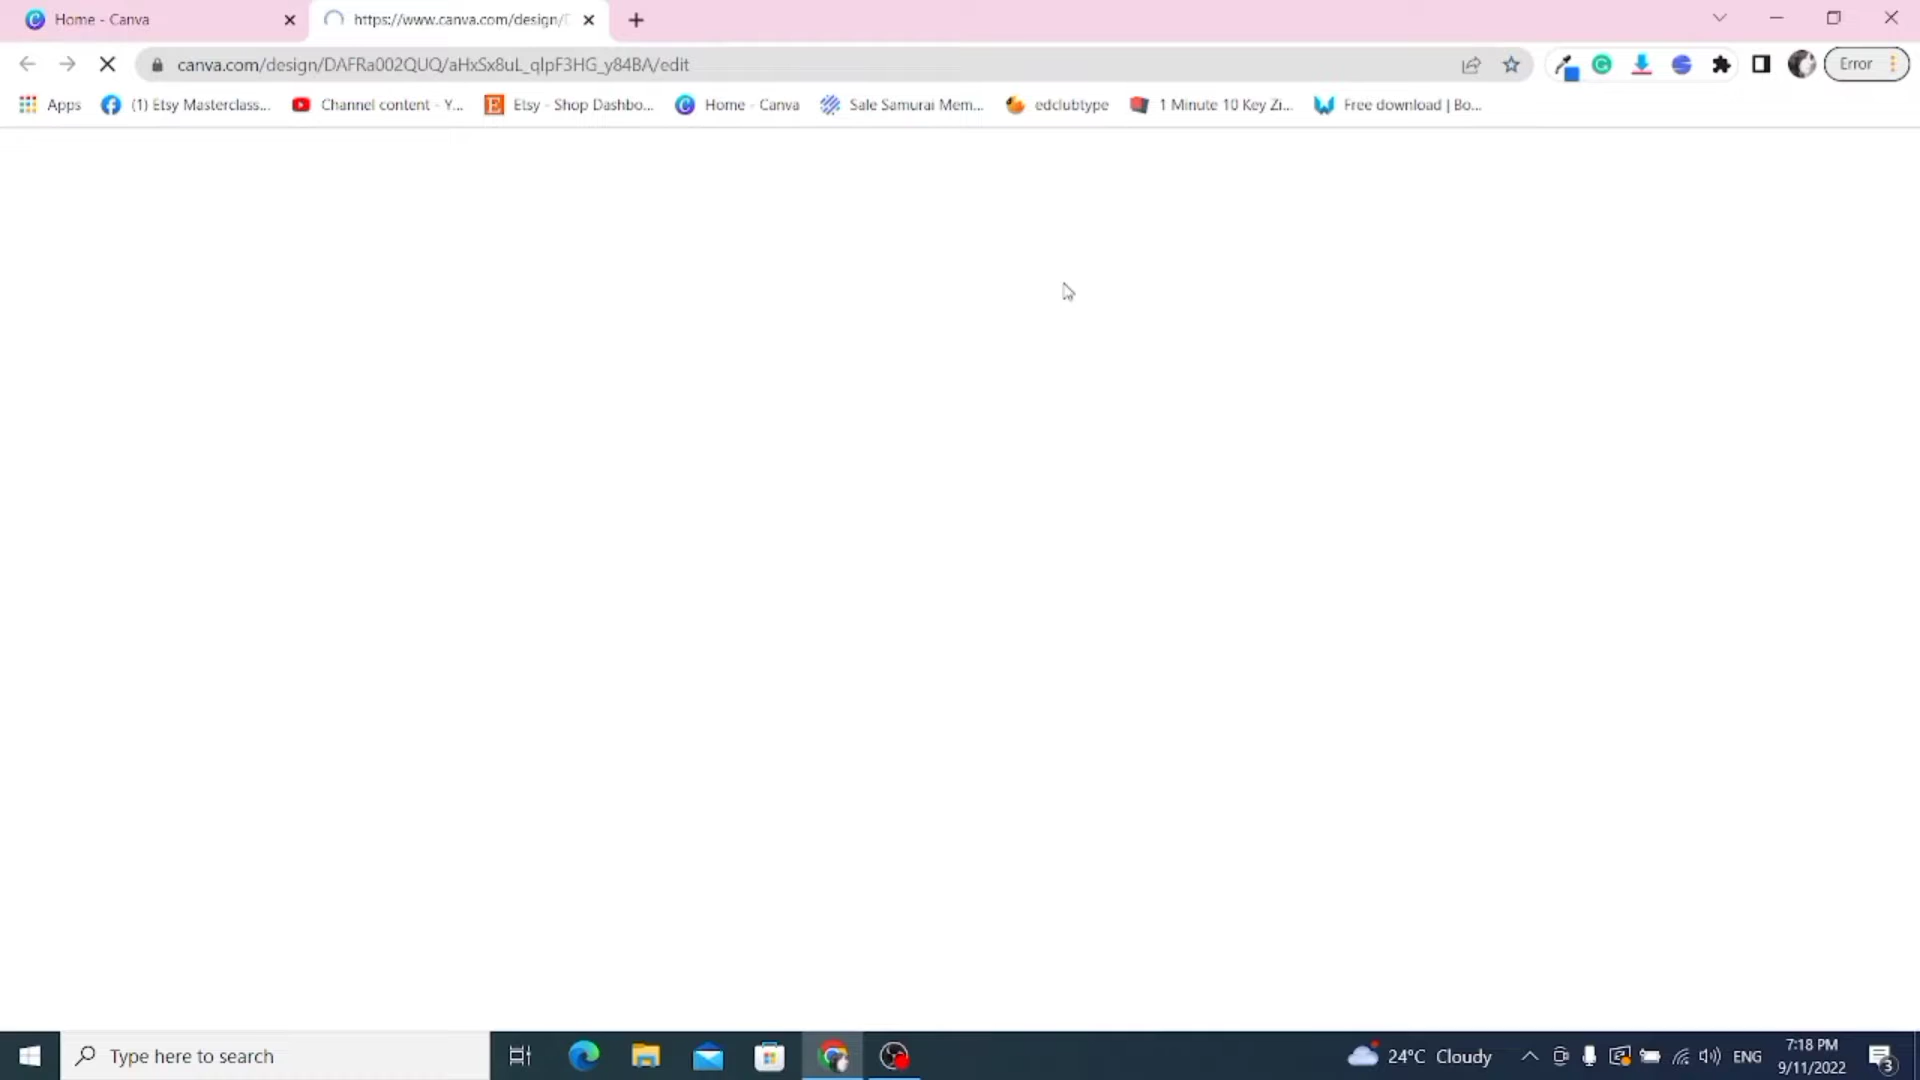 Home - Canva
https://www.canva.com/design/
canva.com/design/DAFRa002QUQ/aHxSx8uL_qlpF3HG_y84BA/edit
Error
Apps
(1) Etsy Masterclass...
Channel content - Y...
Etsy - Shop Dashbo...
Home - Canva
Sale Samurai Mem...
edclubtype
1 Minute 10 Key Zi...
Free download | Bo...
Type here to search
24°C Cloudy
ENG
7:18 PM
9/11/2022
3